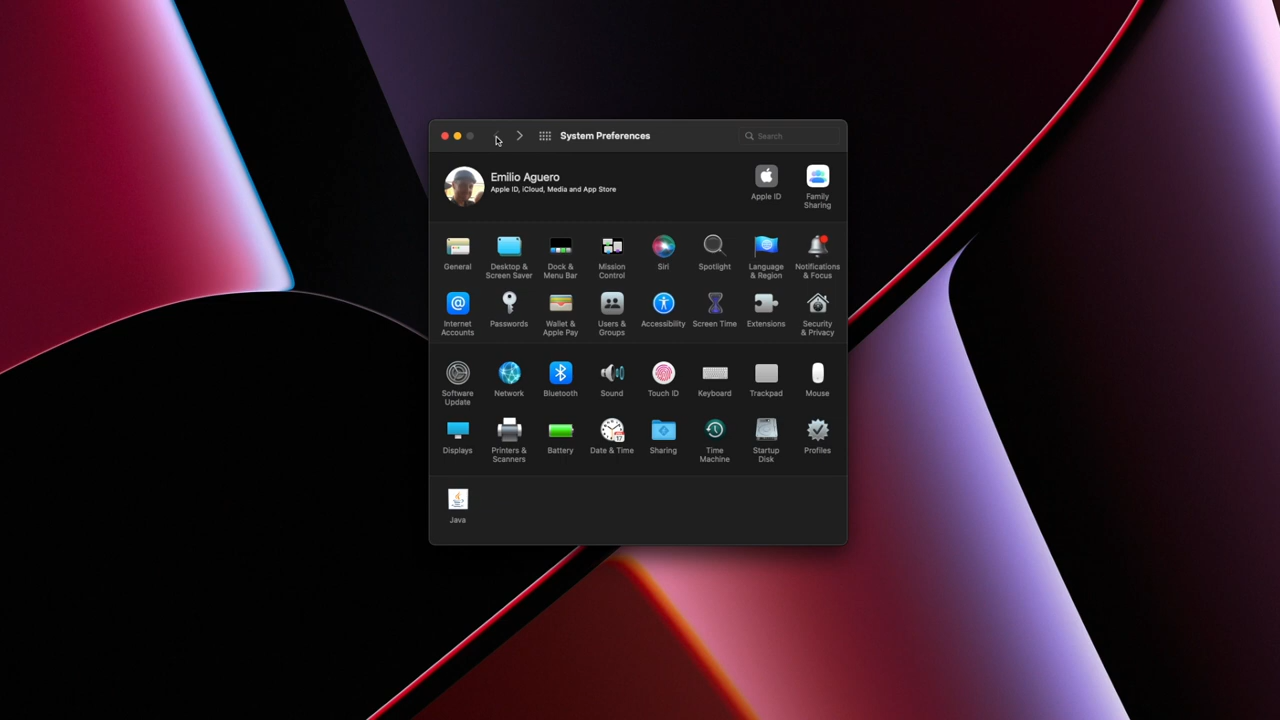 System Preferences
Search
Emilio Aguero
Apple ID, iCloud, Media and App Store
Apple ID
Family
Sharing
General
Desktop &
Screen Saver
Dock &
Menu Bar
Mission
Control
Siri
Spotlight
Language
& Region
Notifications
& Focus
Internet
Accounts
Passwords
Wallet &
Apple Pay
Users &
Groups
Accessibility
Screen Time
Extensions
Security
& Privacy
Software
Update
Network
Bluetooth
Sound
Touch ID
Keyboard
Trackpad
Mouse
Displays
Printers &
Scanners
Battery
17
Date & Time
Sharing
Time
Machine
Startup
Disk
Profiles
Java